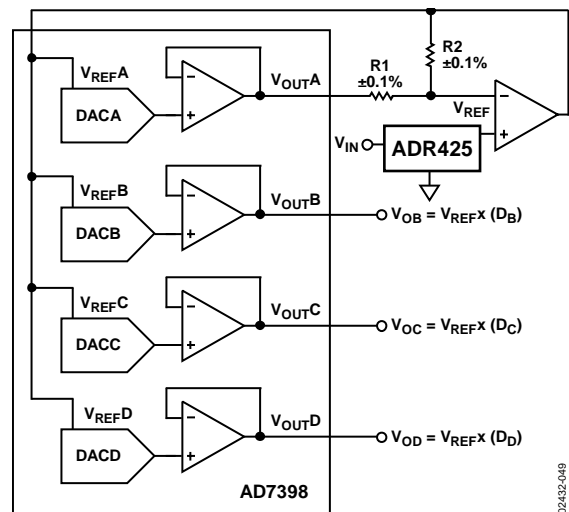 R2
±0.1%
VREFA
DACA
VOUTA
R1
±0.1%
VREF
VIN
ADR425
VREFB
DACB
VOUTB
VOB = VREF x (DB)
VREFC
DACC
VOUTC
VOC = VREF x (DC)
VREFD
DACD
VOUTD
VOD = VREF x (DD)
AD7398
02432-049